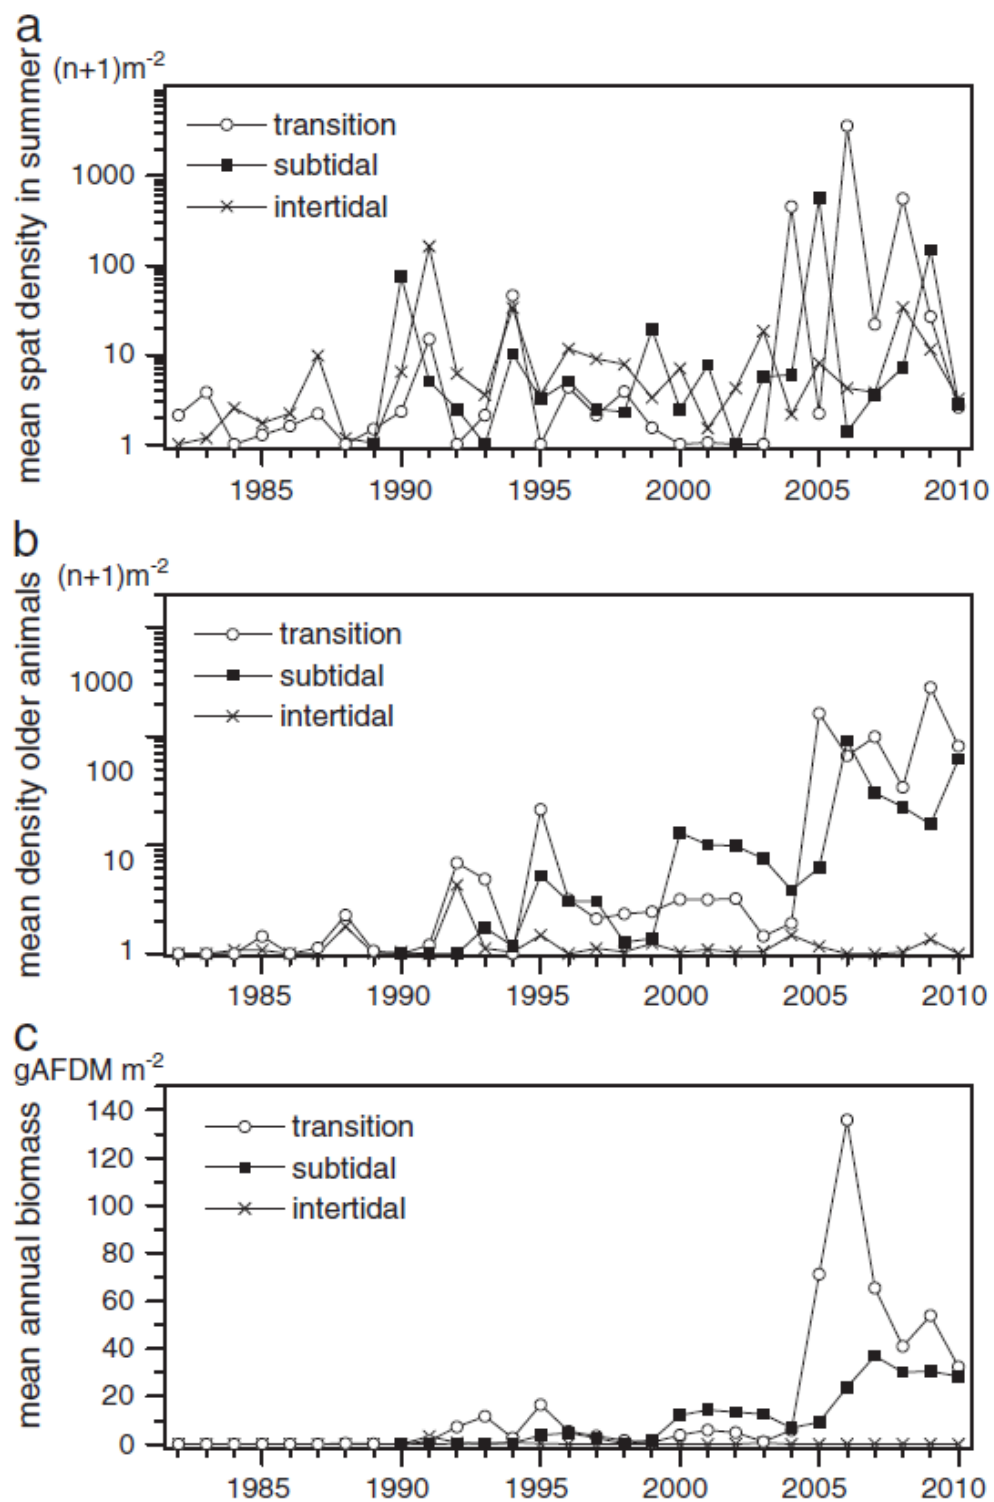 a
(n+1)m-2
mean spat density in summer
transition
subtidal
intertidal
1000
100
10
1
1985 1990 1995 2000 2005 2010
b
(n+1)m-2
mean density older animals
transition
subtidal
intertidal
1000
100
10
1
1985 1990 1995 2000 2005 2010
c
gAFDM m-2
mean annual biomass
transition
subtidal
intertidal
140
120
100
80
60
40
20
0
1985 1990 1995 2000 2005 2010